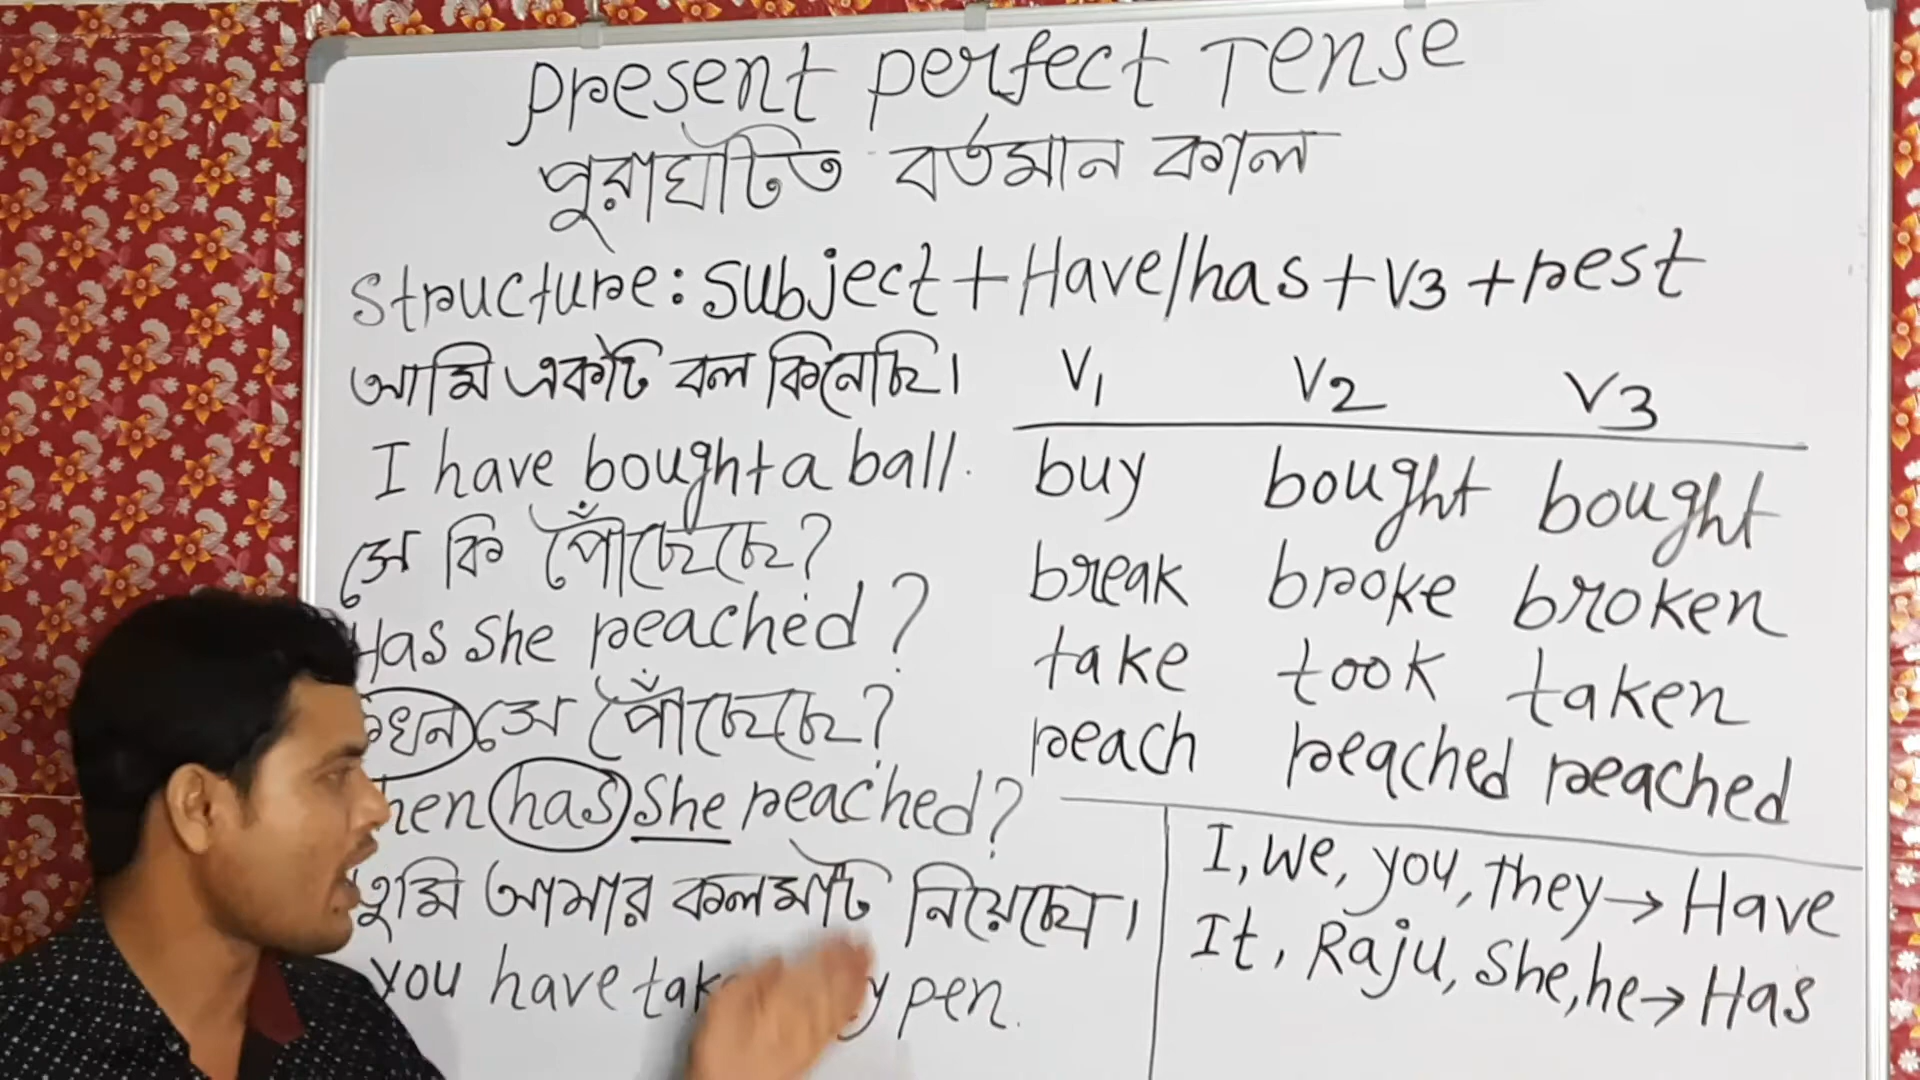 Present perfect Tense
পুরাঘটিত বর্তমান কাল
Structure: Subject + Have/has + V3 + rest
আমি একটি বল কিনেছি।
I have bought a ball.
সে কি পৌঁছেছে?
Has She reached?
সে পৌঁছেছে?
has She reached?
তুমি আমার কলমটি নিয়েছো।
You have pen.
V1 V2 V3
buy bought bought
break broke broken
take took taken
reach reached reached
I, We, you, They → Have
It, Raju, She, he → Has